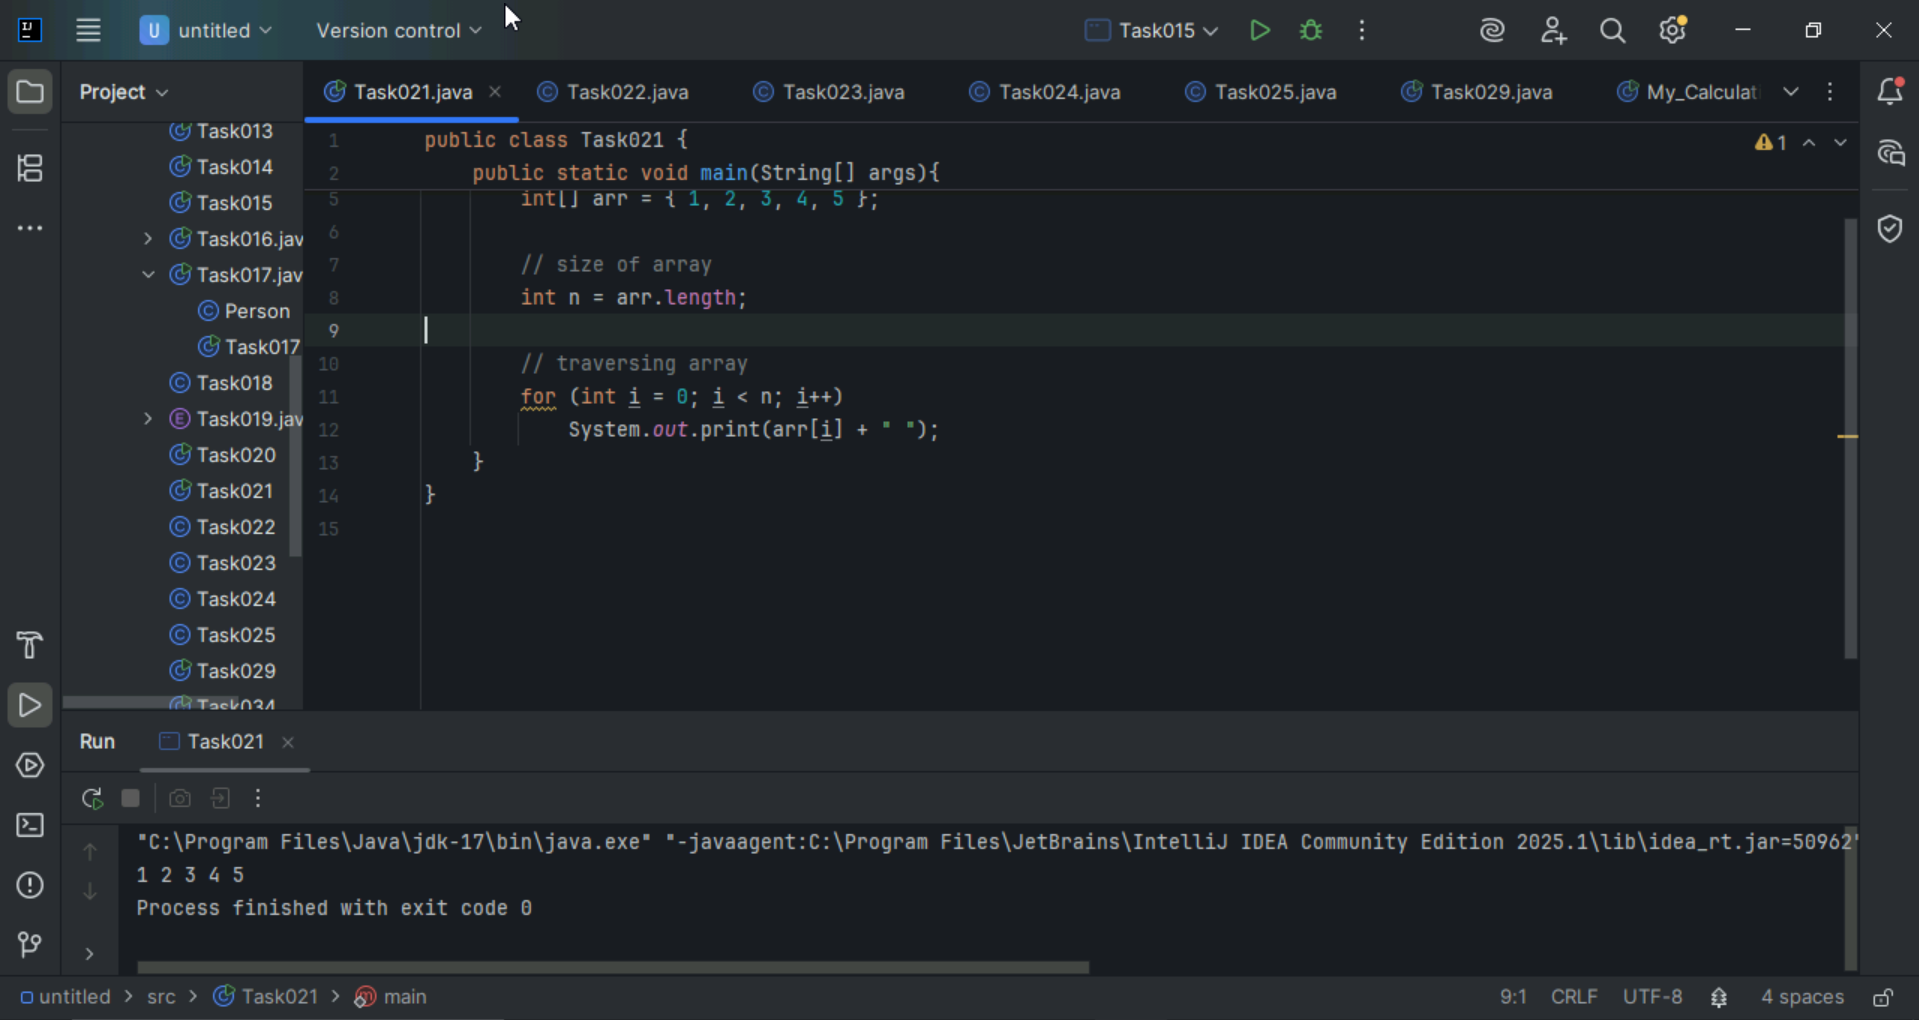 U untitled Version control Task015
Project Task021.java Task022.java Task023.java Task024.java Task025.java Task029.java My_Calculat
Task013
Task014
Task015
Task016.jav
Task017.jav
Person
Task017
Task018
Task019.jav
Task020
Task021
Task022
Task023
Task024
Task025
Task029
Task034
1 public class Task021 {
2 public static void main(String[] args){
5 int[] arr = { 1, 2, 3, 4, 5 };
6
7 // size of array
8 int n = arr.length;
9
10 // traversing array
11 for (int i = 0; i < n; i++)
12 System.out.print(arr[i] + " ");
13 }
14 }
15
1
Run Task021
"C:\Program Files\Java\jdk-17\bin\java.exe" "-javaagent:C:\Program Files\JetBrains\IntelliJ IDEA Community Edition 2025.1\lib\idea_rt.jar=50962"
1 2 3 4 5
Process finished with exit code 0
untitled > src > Task021 > main 9:1 CRLF UTF-8 4 spaces